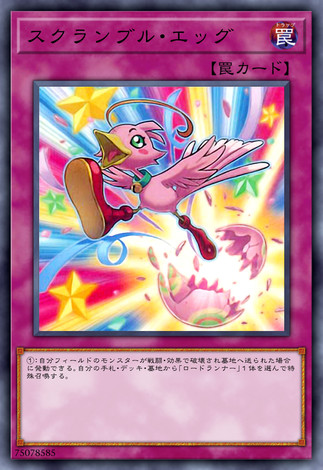 スクランブル・エッグ
トラップ
罠
【罠カード】
①:自分フィールドのモンスターが戦闘・効果で破壊され墓地へ送られた場合
に発動できる。自分の手札・デッキ・墓地から「ロードランナー」1体を選んで特
殊召喚する。
75078585